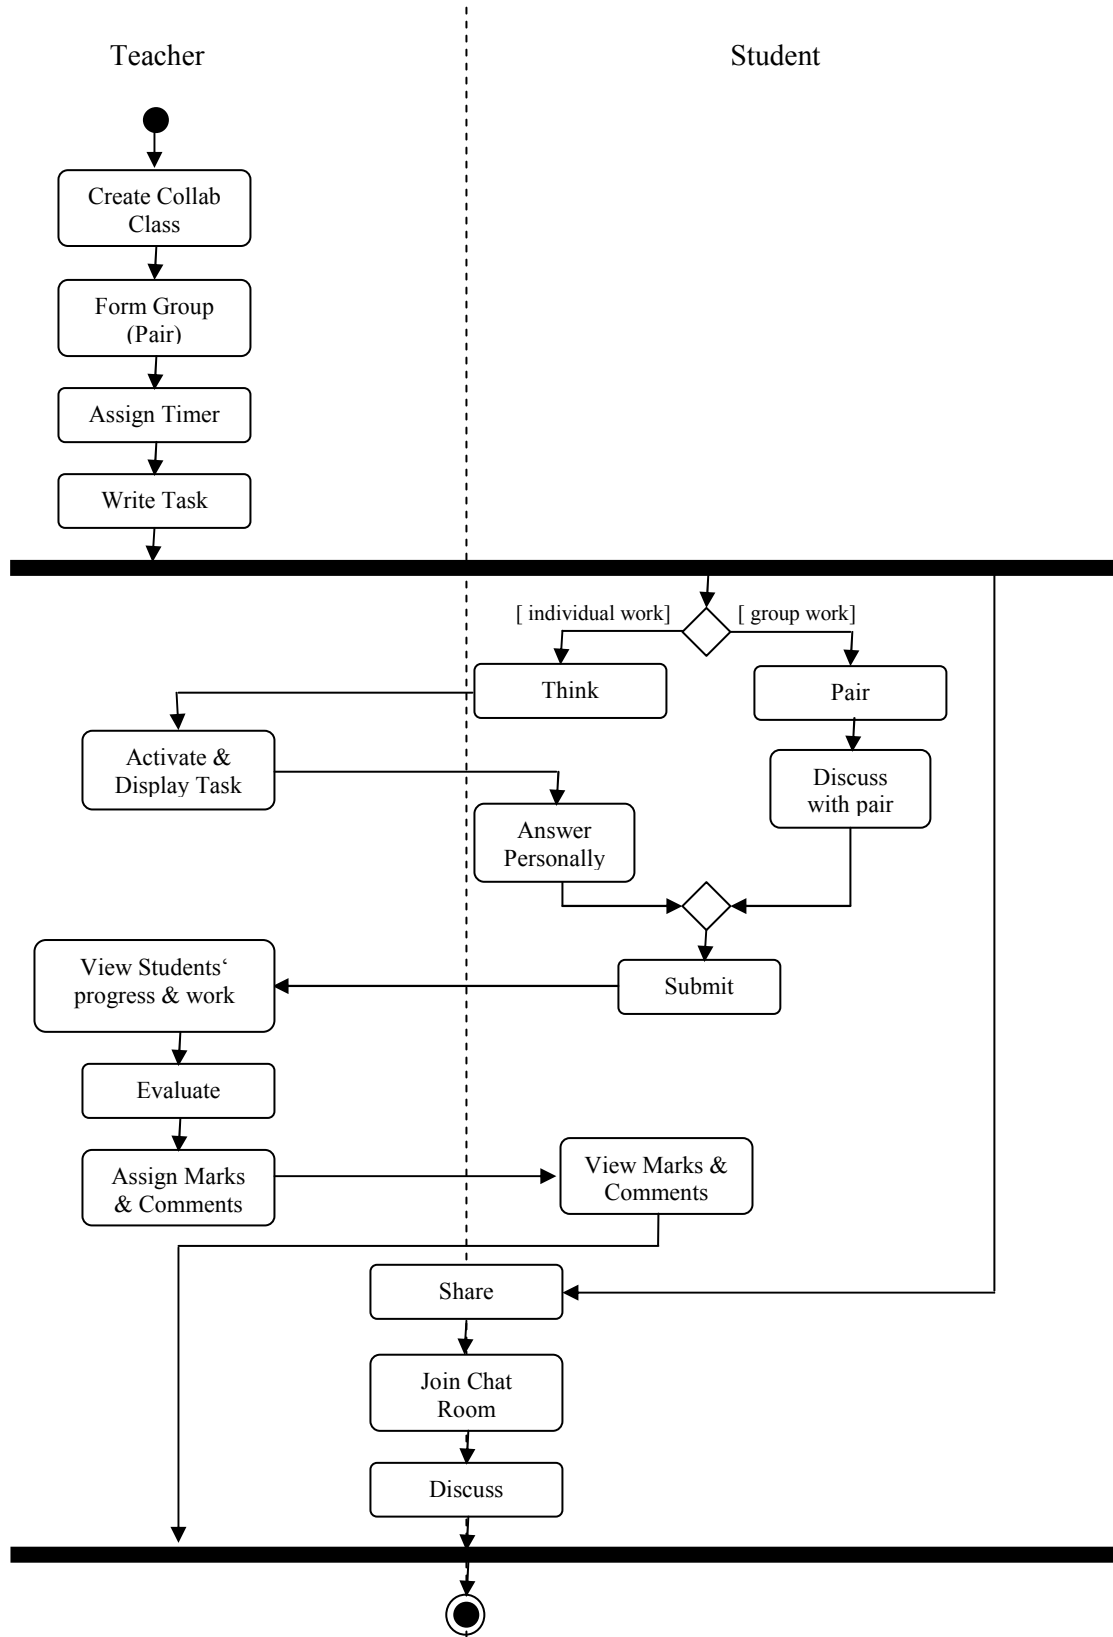 Teacher
Student
Create Collab
Class
Form Group
(Pair)
Assign Timer
Write Task
[ individual work]
[ group work]
Think
Pair
Activate &
Display Task
Discuss
with pair
Answer
Personally
View Students‘
progress & work
Submit
Evaluate
Assign Marks
& Comments
View Marks &
Comments
Share
Join Chat
Room
Discuss